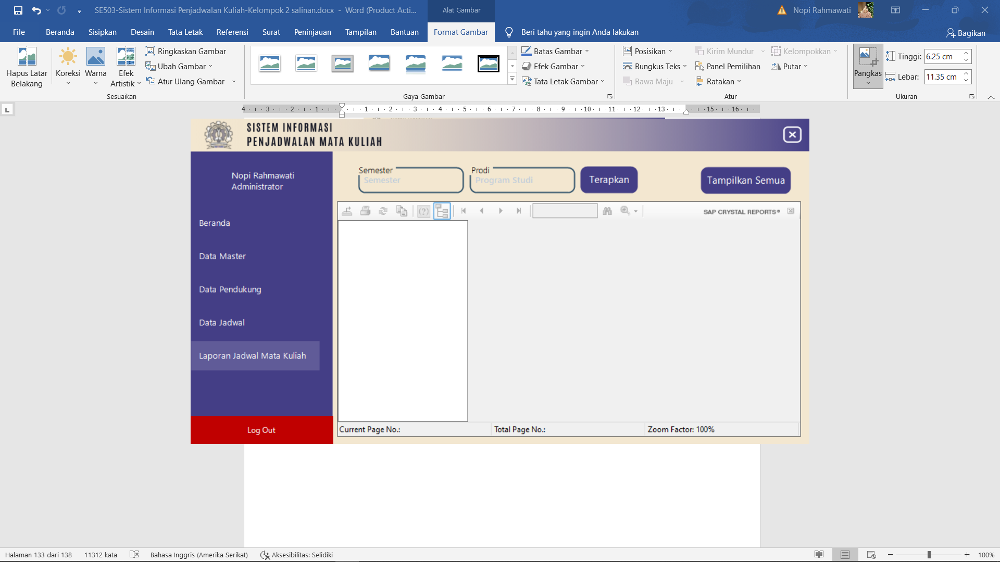 SE503-Sistem Informasi Penjadwalan Kuliah-Kelompok 2 salinan.docx - Word (Product Acti...
Alat Gambar
Nopi Rahmawati
File Beranda Sisipkan Desain Tata Letak Referensi Surat Peninjauan Tampilan Bantuan Format Gambar Beri tahu yang ingin Anda lakukan Bagikan
Hapus Latar Belakang
Koreksi
Warna
Efek Artistik
Ringkaskan Gambar
Ubah Gambar
Atur Ulang Gambar
Sesuaikan
Gaya Gambar
Batas Gambar
Efek Gambar
Tata Letak Gambar
Posisikan
Bungkus Teks
Bawa Maju
Kirim Mundur
Panel Pemilihan
Ratakan
Kelompokkan
Putar
Atur
Pangkas
Tinggi: 6.25 cm
Lebar: 11.35 cm
Ukuran
4 3 2 1 1 2 3 4 5 6 7 8 9 10 11 12 13 15 16
SISTEM INFORMASI
PENJADWALAN MATA KULIAH
Nopi Rahmawati
Administrator
Beranda
Data Master
Data Pendukung
Data Jadwal
Laporan Jadwal Mata Kuliah
Log Out
Semester
Semester
Prodi
Program Studi
Terapkan
Tampilkan Semua
SAP CRYSTAL REPORTS®
Current Page No.: Total Page No.: Zoom Factor: 100%
Halaman 133 dari 138 11312 kata Bahasa Inggris (Amerika Serikat) Aksesibilitas: Selidiki 100%